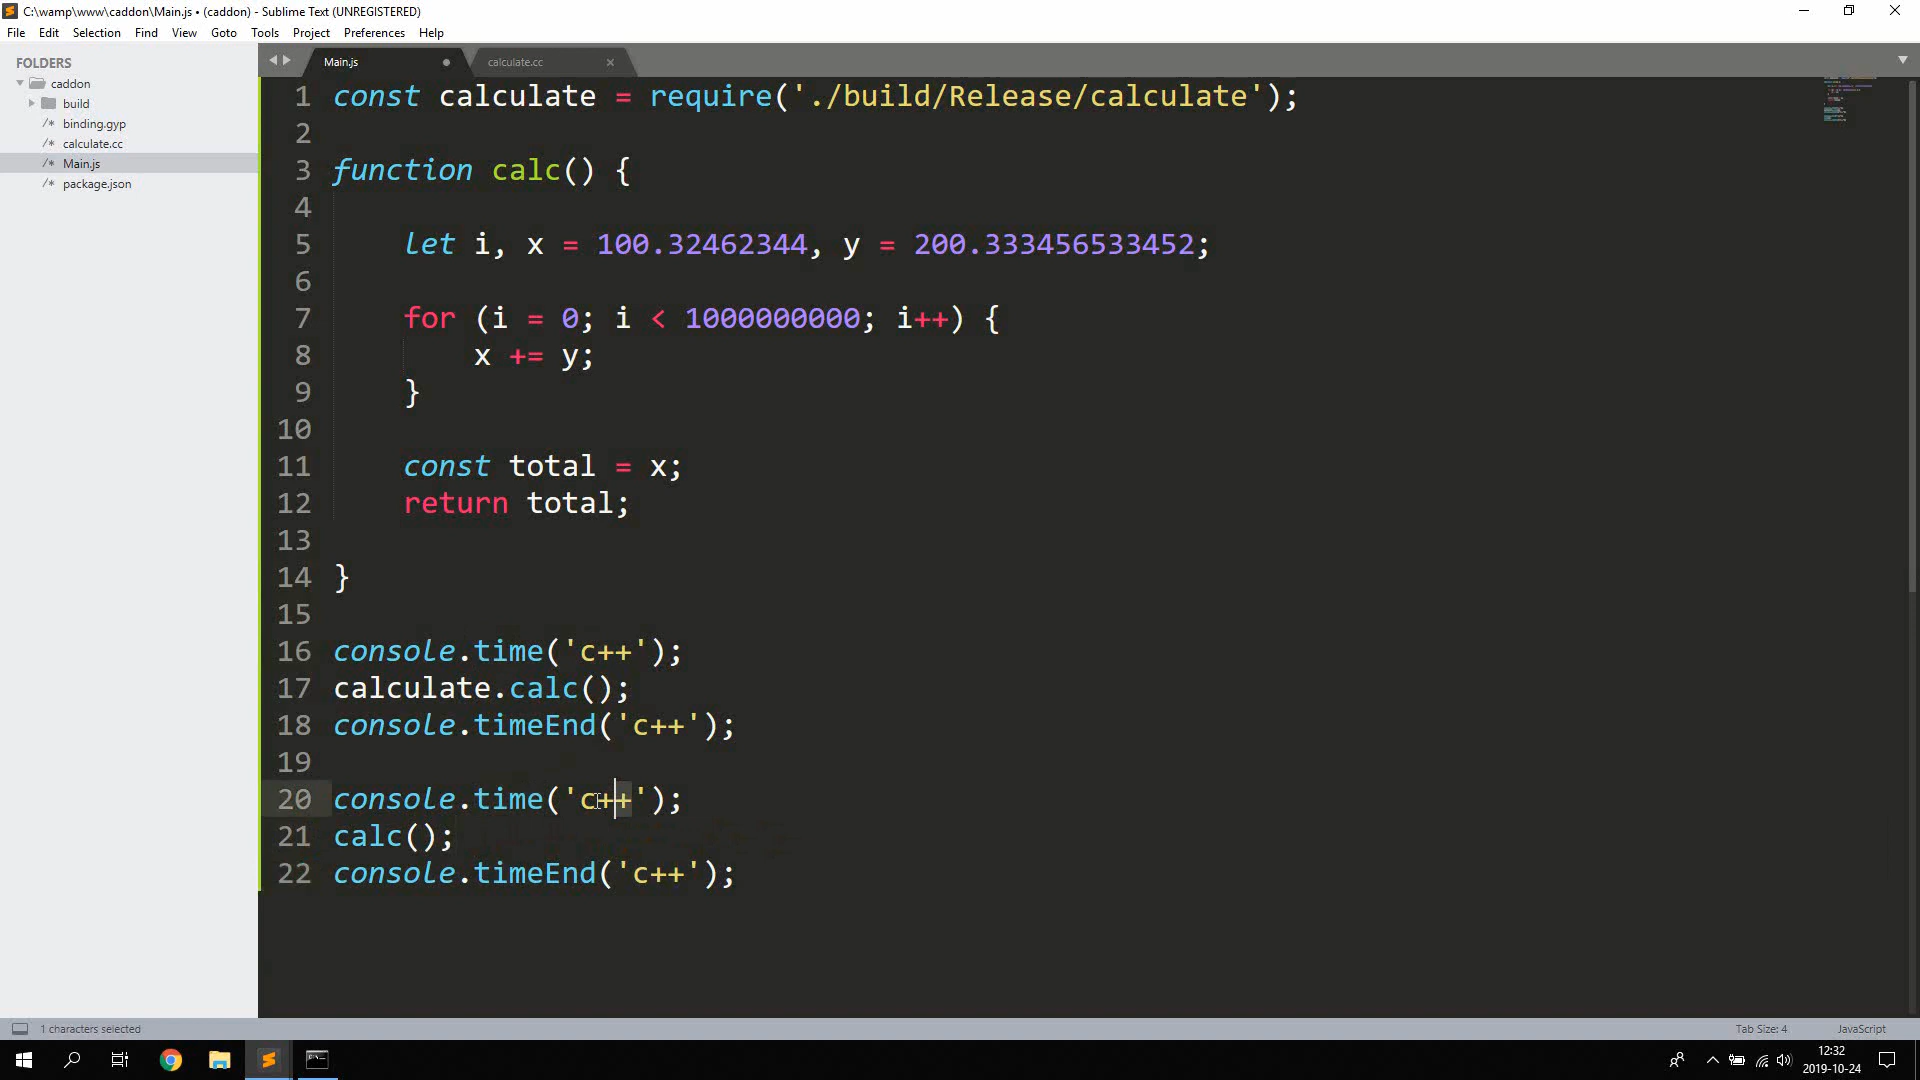 C:\wamp\www\caddon\Main.js • (caddon) - Sublime Text (UNREGISTERED)
File Edit Selection Find View Goto Tools Project Preferences Help
FOLDERS
caddon
build
binding.gyp
calculate.cc
Main.js
package.json
Main.js calculate.cc
1 const calculate = require('./build/Release/calculate');
2
3 function calc() {
4
5 let i, x = 100.32462344, y = 200.333456533452;
6
7 for (i = 0; i < 1000000000; i++) {
8 x += y;
9 }
10
11 const total = x;
12 return total;
13
14 }
15
16 console.time('c++');
17 calculate.calc();
18 console.timeEnd('c++');
19
20 console.time('c++');
21 calc();
22 console.timeEnd('c++');
1 characters selected
Tab Size: 4 JavaScript
12:32
2019-10-24